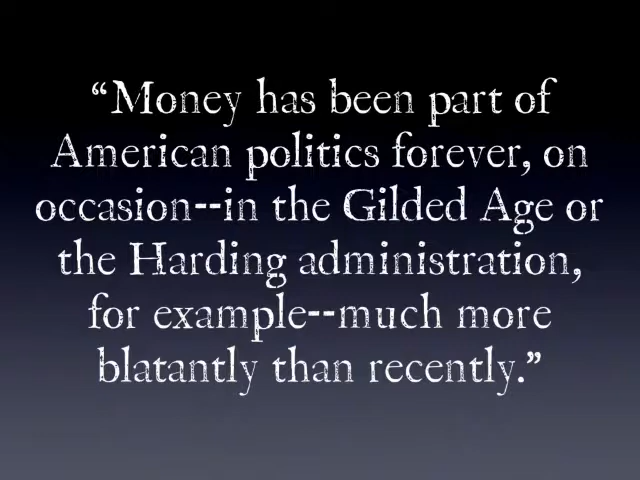 “Money has been part of
American politics forever, on
occasion--in the Gilded Age or
the Harding administration,
for example--much more
blatantly than recently.”